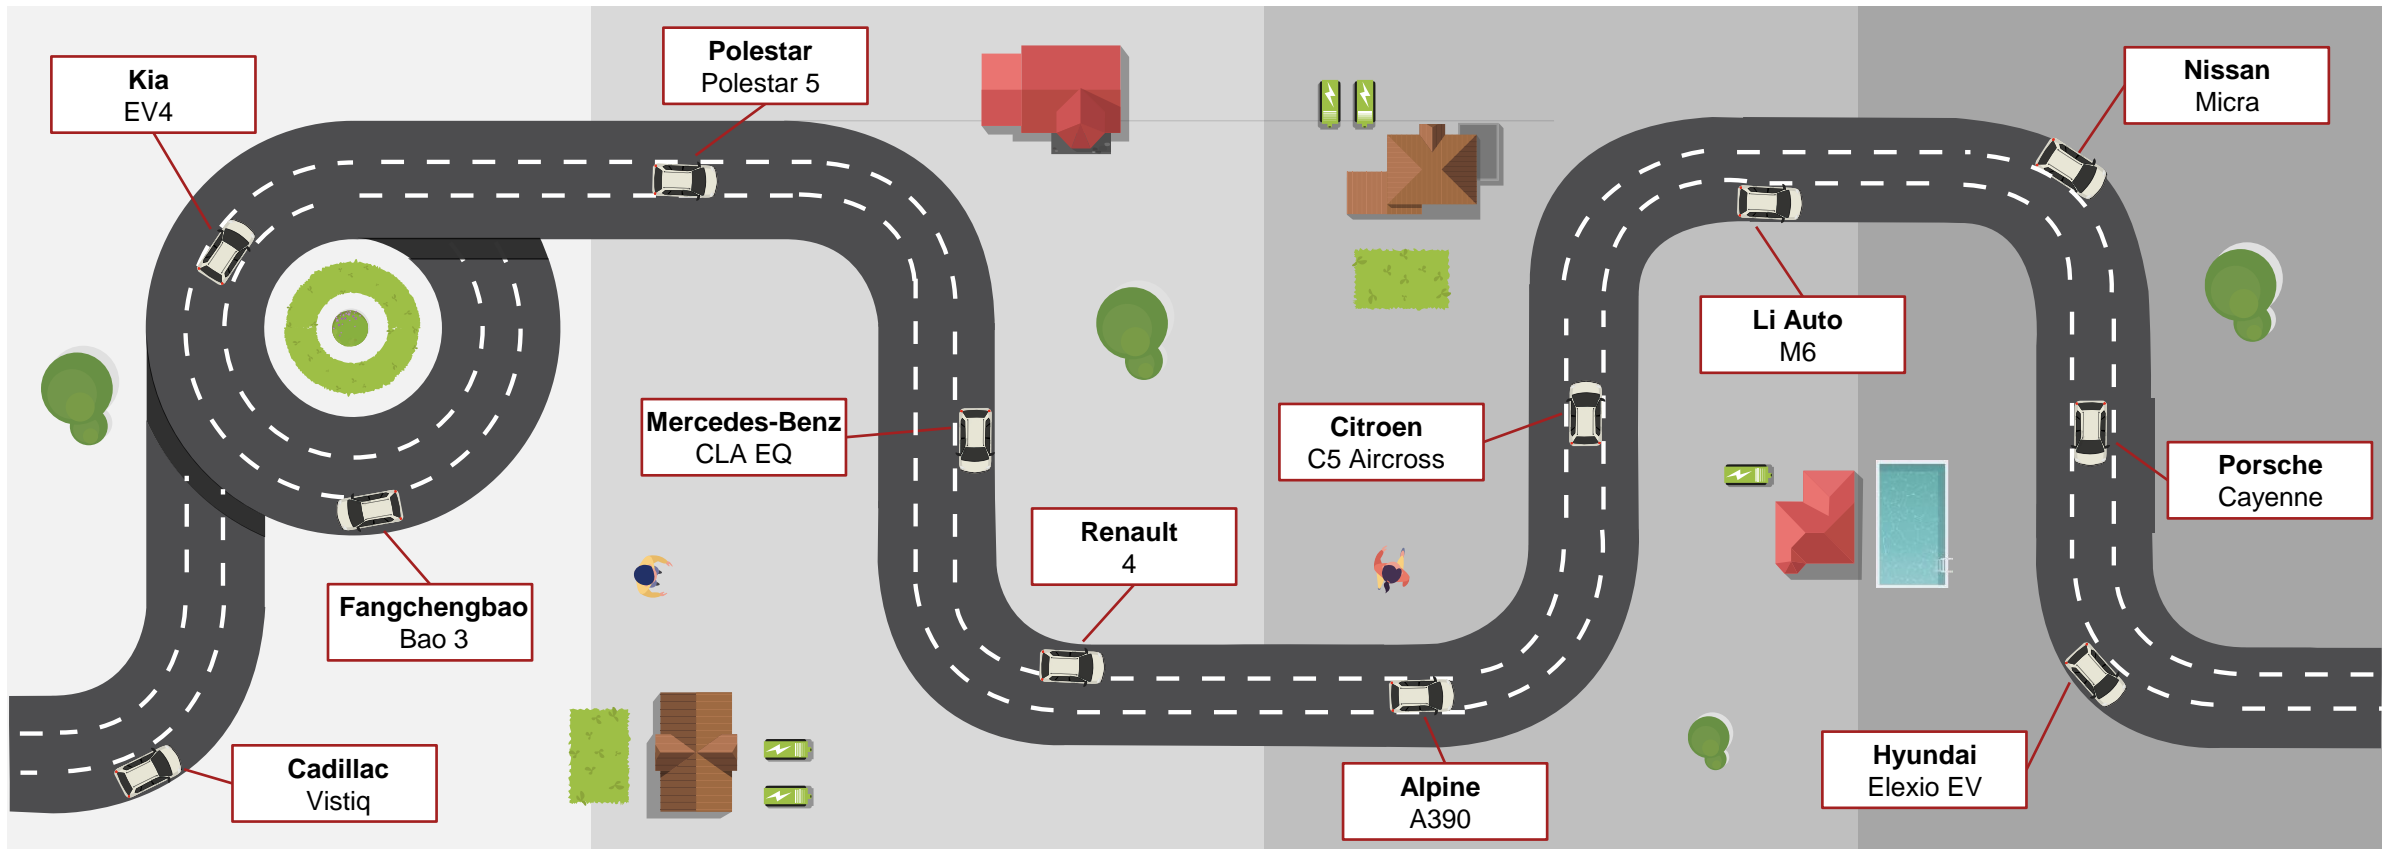 Kia
EV4
Polestar
Polestar 5
Nissan
Micra
Li Auto
M6
Mercedes-Benz
CLA EQ
Citroen
C5 Aircross
Porsche
Cayenne
Renault
4
Fangchengbao
Bao 3
Cadillac
Vistiq
Alpine
A390
Hyundai
Elexio EV